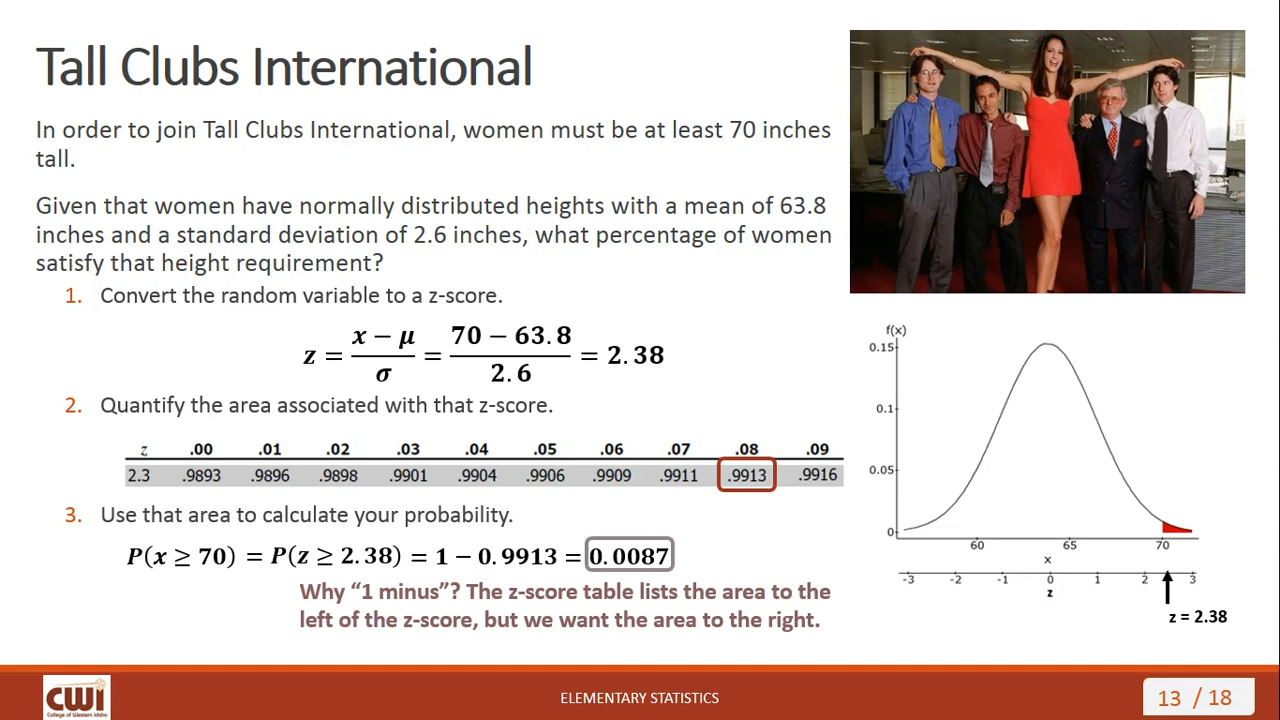 Tall Clubs International
In order to join Tall Clubs International, women must be at least 70 inches
tall.
Given that women have normally distributed heights with a mean of 63.8
inches and a standard deviation of 2.6 inches, what percentage of women
satisfy that height requirement?
1. Convert the random variable to a z-score.
z = (x − μ)/σ = (70 − 63.8)/2.6 = 2.38
2. Quantify the area associated with that z-score.
z .00 .01 .02 .03 .04 .05 .06 .07 .08 .09
2.3 .9893 .9896 .9898 .9901 .9904 .9906 .9909 .9911 .9913 .9916
3. Use that area to calculate your probability.
P(x ≥ 70) = P(z ≥ 2.38) = 1 − 0.9913 = 0.0087
Why “1 minus”? The z-score table lists the area to the
left of the z-score, but we want the area to the right.
f(x)
0.15
0.1
0.05
0
60 65 70
x
-3 -2 -1 0 1 2 3
z
z = 2.38
CWI
College of Western Idaho
ELEMENTARY STATISTICS
13 / 18